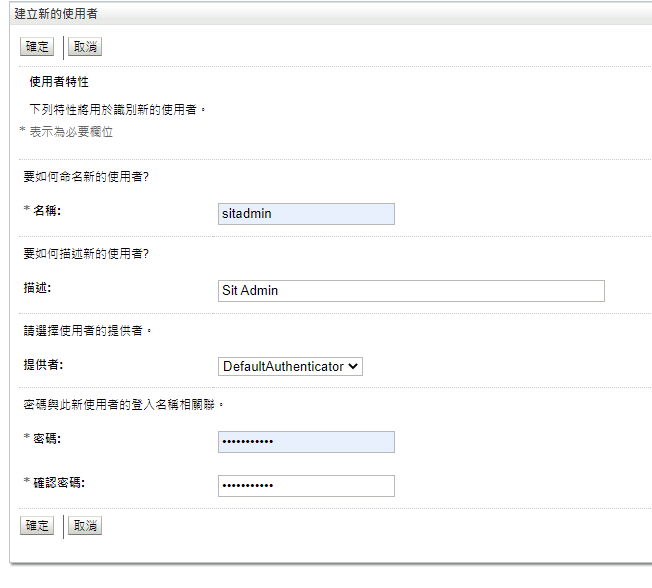 建立新的使用者
確定 取消
使用者特性
下列特性將用於識別新的使用者。
* 表示為必要欄位
要如何命名新的使用者?
* 名稱: sitadmin
要如何描述新的使用者?
描述: Sit Admin
請選擇使用者的提供者。
提供者: DefaultAuthenticator
密碼與此新使用者的登入名稱相關聯。
* 密碼: •••••••••••
* 確認密碼: •••••••••••
確定 取消